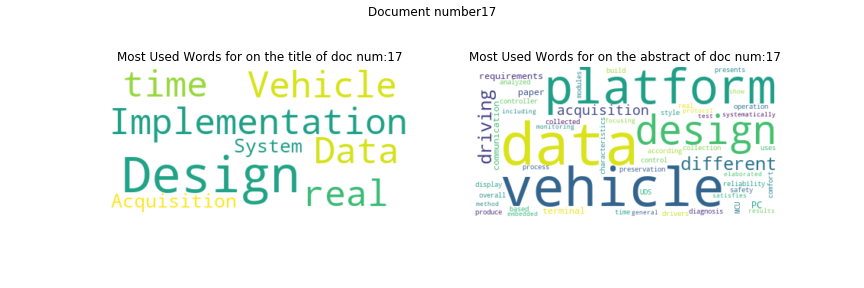 Document number17
Most Used Words for on the title of doc num:17
time Vehicle
Implementation
System Data
Design
Acquisition real
Most Used Words for on the abstract of doc num:17
build presents
requirements analyzed platform
paper modules
controller acquisition style real show operation
including test systematically
driving communication collected data focusing design
monitoring characteristics according collection uses
process control different
preservation elaborated
display vehicle UDS reliability comfort
overall safety
method satisfies
produce based terminal time general drivers diagnosis MCU PC
embedded results